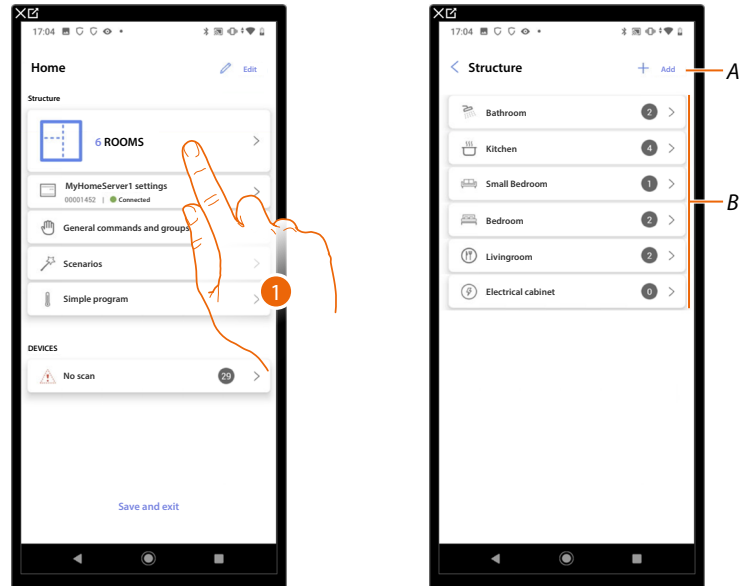 17:04
Home
Edit
Structure
6 ROOMS
MyHomeServer1 settings
00001452 | Connected
General commands and groups
Scenarios
Simple program
1
DEVICES
No scan 29
Save and exit
17:04
Structure
Add
A
Bathroom 2
Kitchen 4
Small Bedroom 1
Bedroom 2
B
Livingroom 2
Electrical cabinet 0